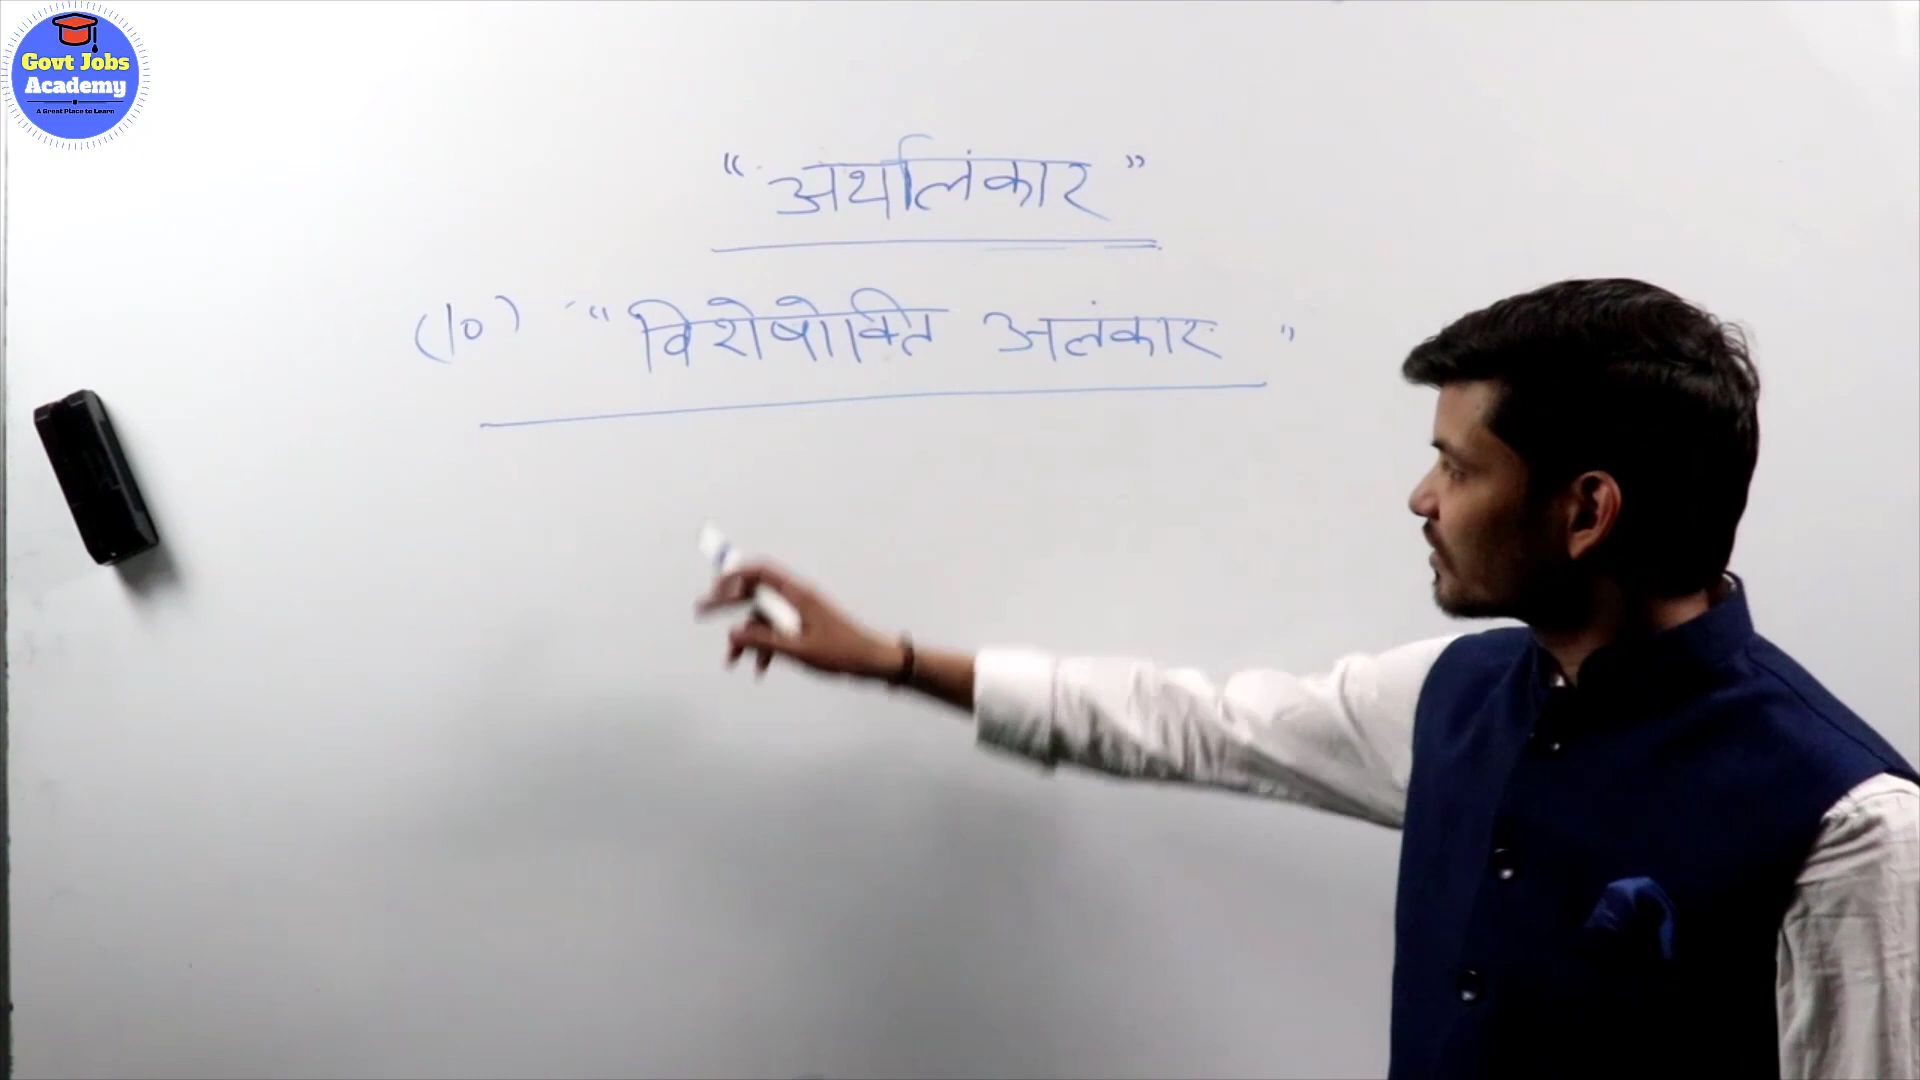 Govt Jobs
Academy
A Great Place to Learn
“ अर्थालंकार ”
(10) “ विशेषोक्ति अलंकार ”